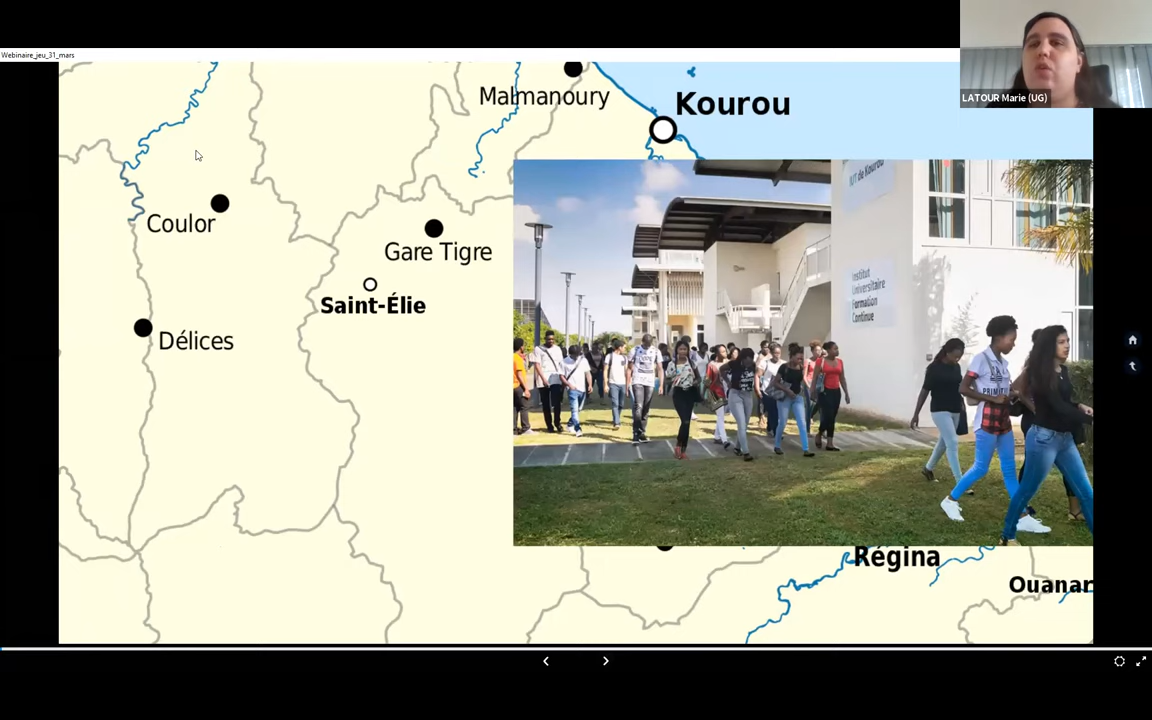 Webinaire_jeu_31_mars
LATOUR Marie (UG)
Malmanoury
Kourou
Coulor
Gare Tigre
Saint-Élie
Délices
IUT de Kourou
Institut
Universitaire
Formation
Continue
PRIMITI
Régina
Ouanar